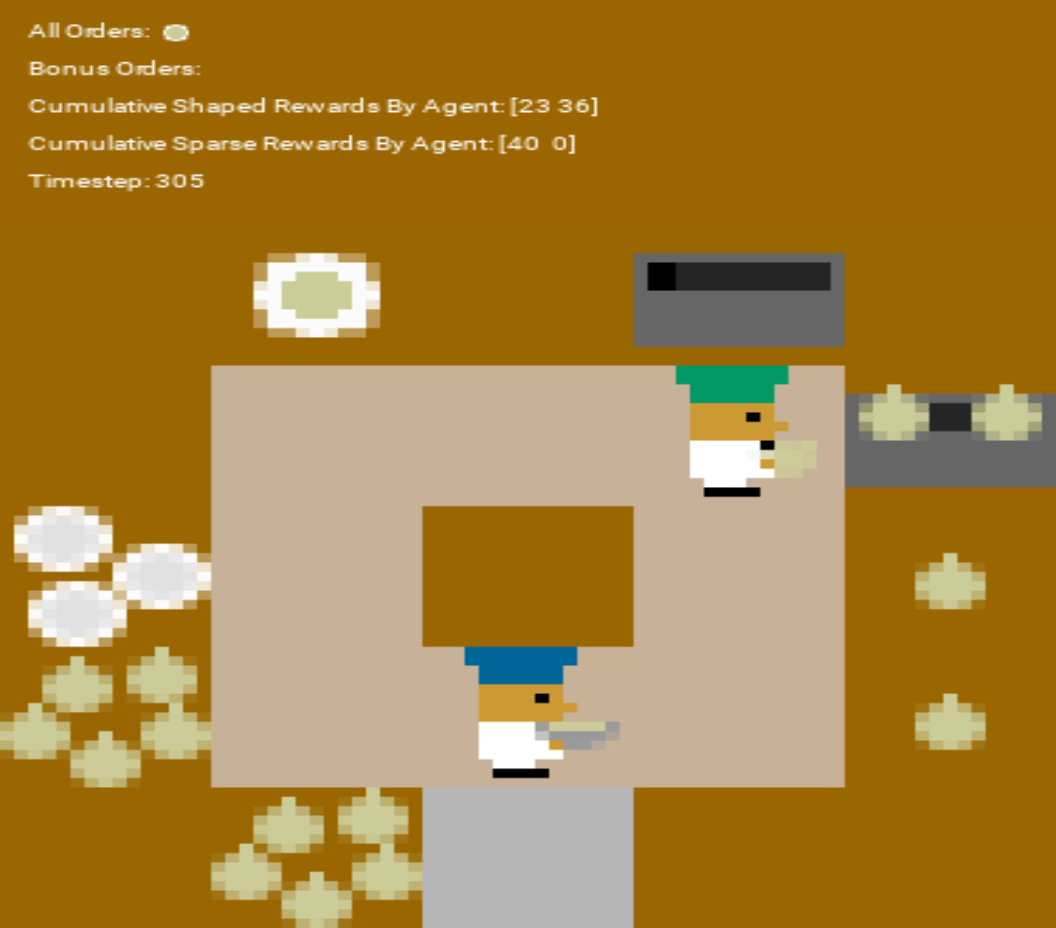 All Orders:
Bonus Orders:
Cumulative Shaped Rewards By Agent: [23 36]
Cumulative Sparse Rewards By Agent: [40  0]
Timestep: 305